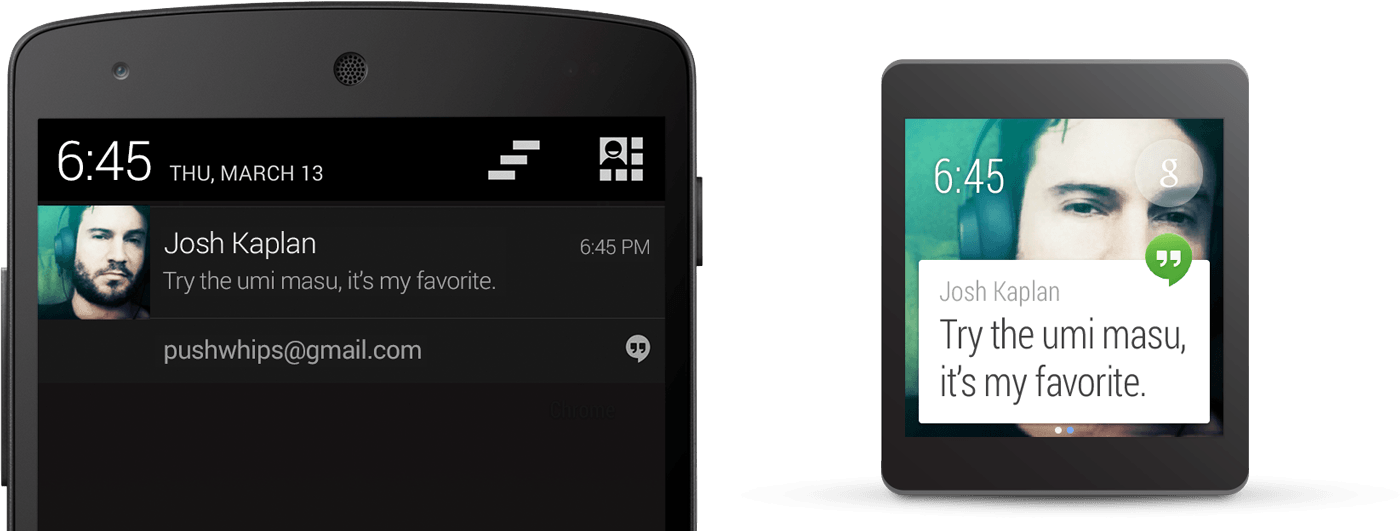 6:45 THU, MARCH 13
Josh Kaplan 6:45 PM
Try the umi masu, it's my favorite.
pushwhips@gmail.com
Chrome
6:45 g
Josh Kaplan
Try the umi masu,
it's my favorite.